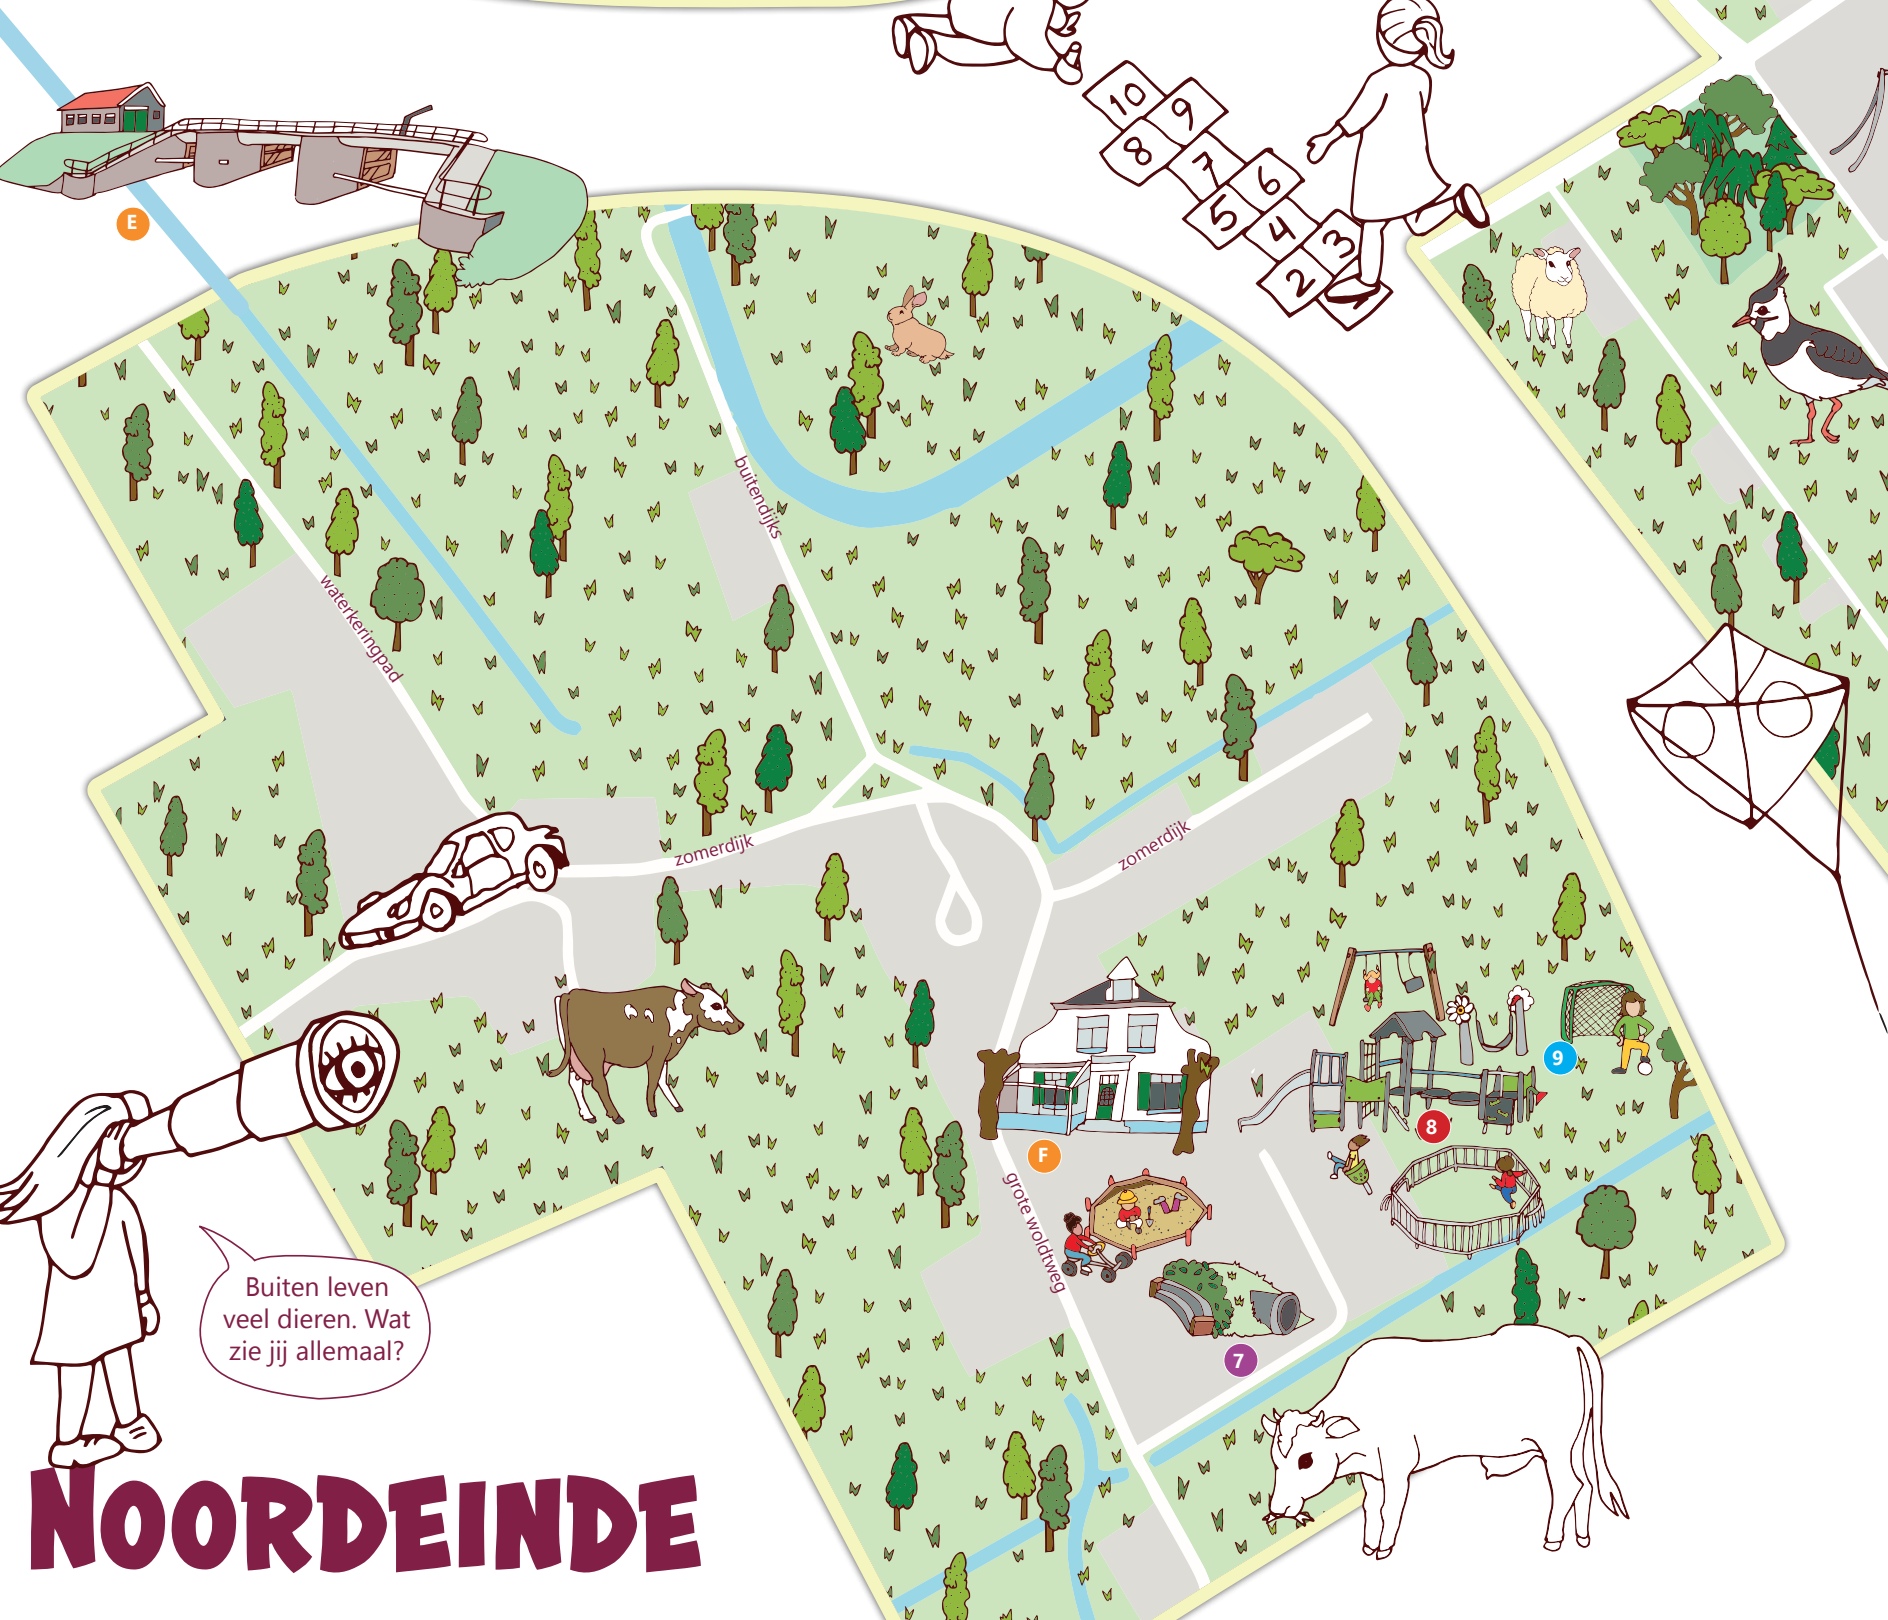 E
10
9
8
7
6
5
4
3
2
buitendijks
waterkeringpad
zomerdijk
zomerdijk
9
8
F
grote woldtweg
7
Buiten leven
veel dieren. Wat
zie jij allemaal?
NOORDEINDE